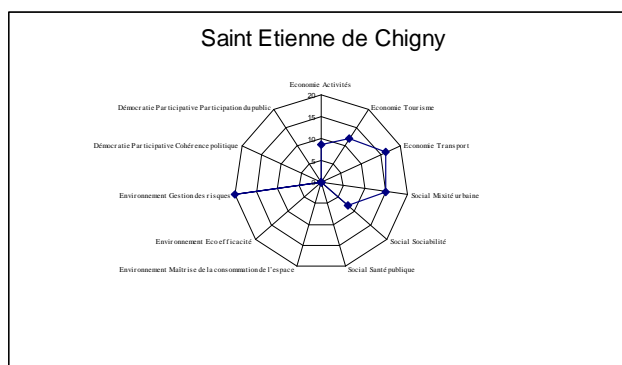 Saint Etienne de Chigny
Economie Activités
20
Démocratie Participative Participation du public
Economie Tourisme
15
Démocratie Participative Cohérence politique
10
Economie Transport
5
0
Environnement Gestion des risques
Social Mixité urbaine
Environnement Eco efficacité
Social Sociabilité
Environnement Maîtrise de la consommation de l'espace
Social Santé publique